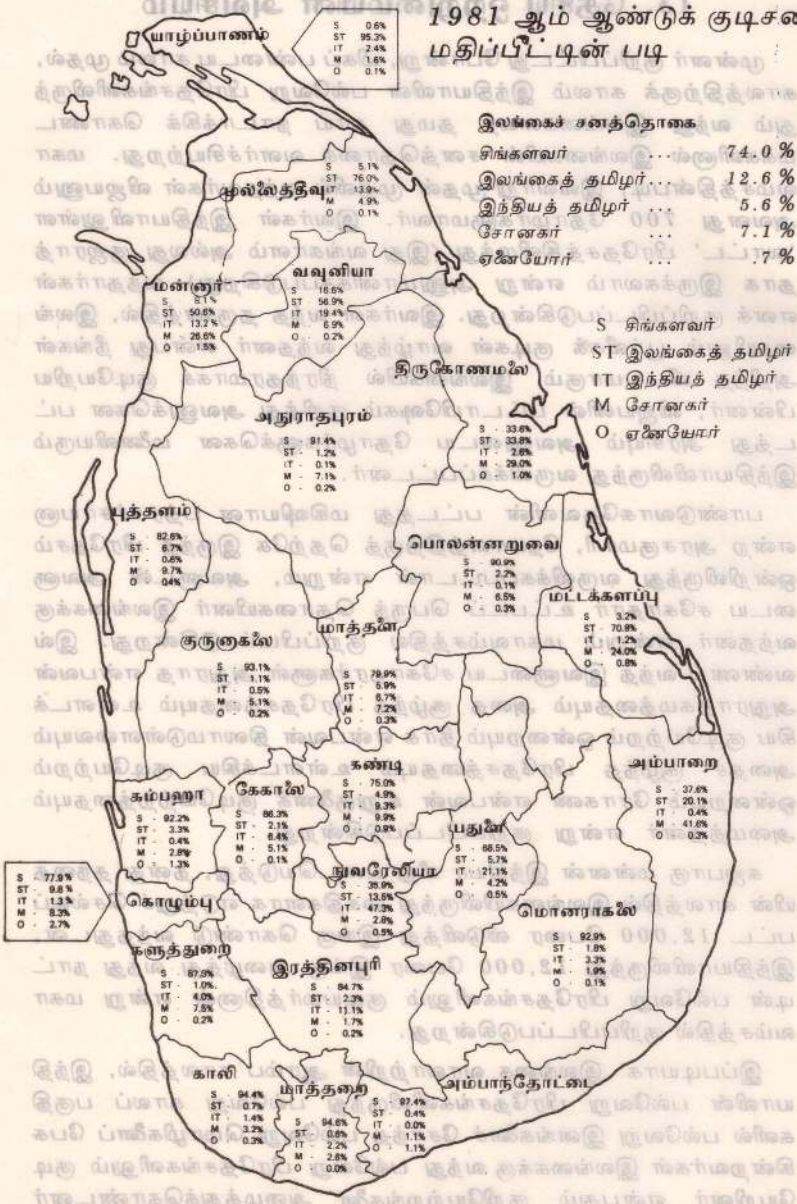 1981 ஆம் ஆண்டுக் குடிசன
மதிப்பீட்டின் படி
இலங்கைச் சனத்தொகை
சிங்களவர் ... 74.0 %
இலங்கைத் தமிழர் ... 12.6 %
இந்தியத் தமிழர் ... 5.6 %
சோனகர் ... 7.1 %
ஏனையோர் ... .7 %
S சிங்களவர்
ST இலங்கைத் தமிழர்
IT இந்தியத் தமிழர்
M சோனகர்
O ஏனையோர்
யாழ்ப்பாணம்
S 0.6%
ST 95.3%
IT 2.4%
M 1.6%
O 0.1%
முல்லைத்தீவு
S 5.1%
ST 76.0%
IT 13.9%
M 4.9%
O 0.1%
மன்னார்
S 8.1%
ST 50.6%
IT 13.2%
M 26.6%
O 1.5%
வவுனியா
S 16.6%
ST 56.9%
IT 19.4%
M 6.9%
O 0.2%
திருகோணமலை
S - 33.6%
ST - 33.8%
IT - 2.6%
M - 29.0%
O - 1.0%
அநுராதபுரம்
S - 91.4%
ST - 1.2%
IT - 0.1%
M - 7.1%
O - 0.2%
புத்தளம்
S - 82.6%
ST - 6.7%
IT - 0.6%
M - 9.7%
O - 04%
பொலன்னறுவை
S - 90.9%
ST - 2.2%
IT - 0.1%
M - 6.5%
O - 0.3%
மட்டக்களப்பு
S 3.2%
ST - 70.8%
IT - 1.2%
M - 24.0%
O - 0.8%
குருனாகலை
S - 93.1%
ST - 1.1%
IT - 0.5%
M - 5.1%
O - 0.2%
மாத்தளை
S - 79.9%
ST - 5.9%
IT - 6.7%
M - 7.2%
O - 0.3%
கண்டி
S - 75.0%
ST - 4.9%
IT - 9.3%
M - 9.9%
O - 0.9%
அம்பாறை
S - 37.6%
ST - 20.1%
IT - 0.4%
M - 41.6%
O - 0.3%
கம்பஹா
S - 92.2%
ST - 3.3%
IT - 0.4%
M - 2.8%
O - 1.3%
கேகாலை
S - 86.3%
ST - 2.1%
IT - 6.4%
M - 5.1%
O - 0.1%
பதுளை
S - 68.5%
ST - 5.7%
IT - 21.1%
M - 4.2%
O - 0.5%
நுவரேலியா
S - 35.9%
ST - 13.5%
IT - 47.3%
M - 2.8%
O - 0.5%
கொழும்பு
S - 77.9%
ST - 9.8%
IT - 1.3%
M - 8.3%
O - 2.7%
மொனராகலை
S - 92.9%
ST - 1.8%
IT - 3.3%
M - 1.9%
O - 0.1%
களுத்துறை
S - 87.3%
ST - 1.0%
IT - 4.0%
M - 7.5%
O - 0.2%
இரத்தினபுரி
S - 84.7%
ST - 2.3%
IT - 11.1%
M - 1.7%
O - 0.2%
காலி
S - 94.4%
ST - 0.7%
IT - 1.4%
M - 3.2%
O - 0.3%
மாத்தறை
S - 94.6%
ST - 0.6%
IT - 2.2%
M - 2.6%
O - 0.0%
அம்பாந்தோட்டை
S - 97.4%
ST - 0.4%
IT - 0.0%
M - 1.1%
O - 1.1%